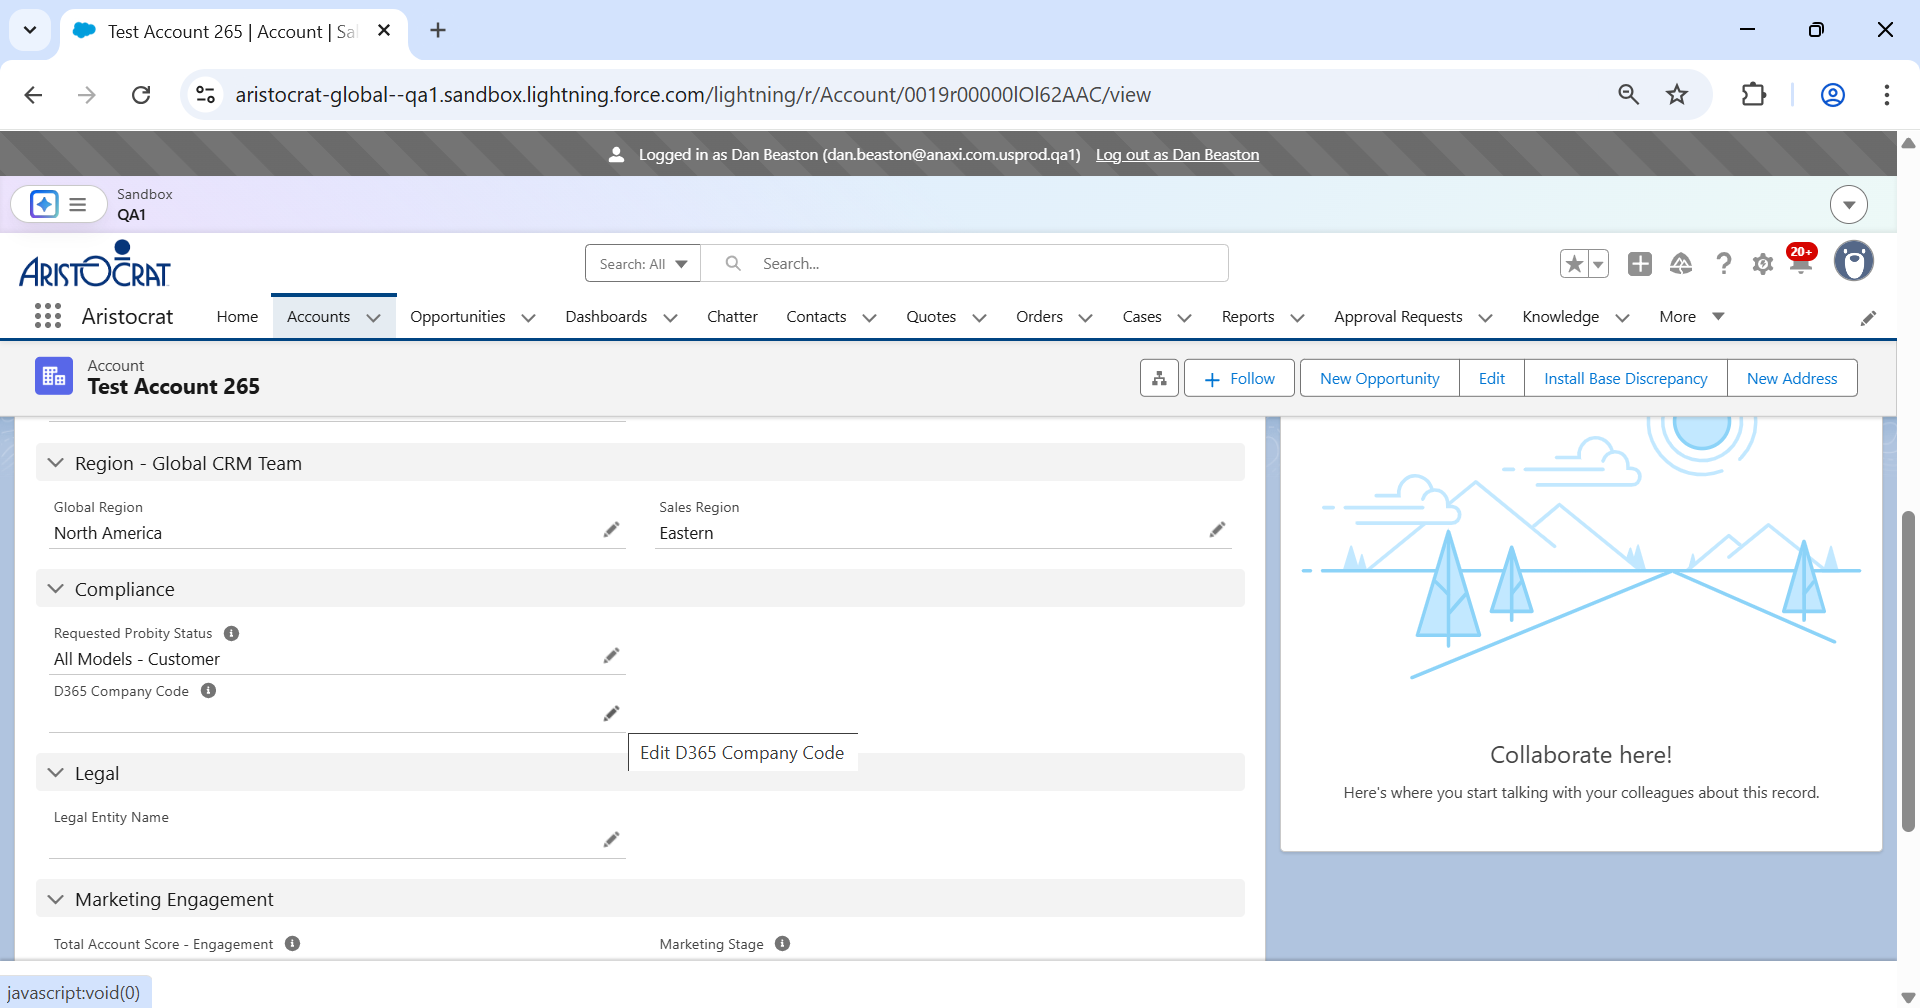 Test Account 265 | Account | Sa
aristocrat-global--qa1.sandbox.lightning.force.com/lightning/r/Account/0019r00000lOl62AAC/view
Logged in as Dan Beaston (dan.beaston@anaxi.com.usprod.qa1) Log out as Dan Beaston
Sandbox
QA1
ARISTOCRAT
Search: All
Search...
20+
Aristocrat Home Accounts Opportunities Dashboards Chatter Contacts Quotes Orders Cases Reports Approval Requests Knowledge More
Account
Test Account 265
Follow New Opportunity Edit Install Base Discrepancy New Address
Region - Global CRM Team
Global Region Sales Region
North America Eastern
Compliance
Requested Probity Status
All Models - Customer
D365 Company Code
Edit D365 Company Code
Legal
Legal Entity Name
Marketing Engagement
Total Account Score - Engagement Marketing Stage
Collaborate here!
Here's where you start talking with your colleagues about this record.
javascript:void(0)